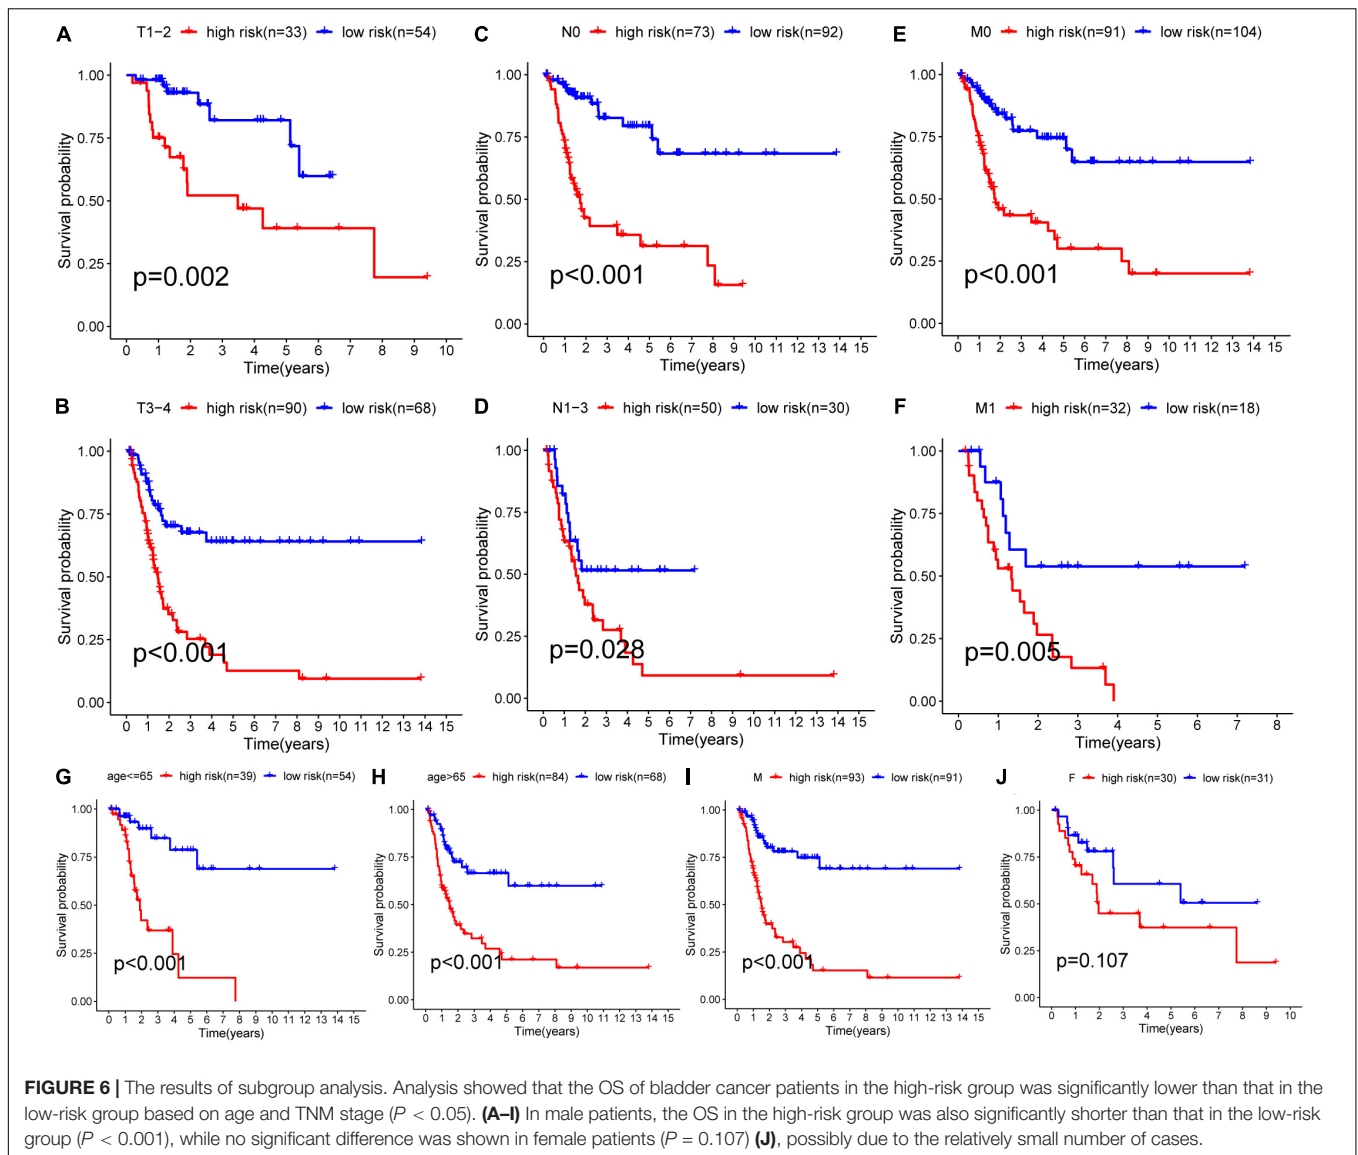 A T1-2 high risk(n=33) low risk(n=54)
Survival probability
1.00
0.75
0.50
0.25
0.00
p=0.002
0 1 2 3 4 5 6 7 8 9 10
Time(years)
C N0 high risk(n=73) low risk(n=92)
Survival probability
1.00
0.75
0.50
0.25
0.00
p<0.001
0 1 2 3 4 5 6 7 8 9 10 11 12 13 14 15
Time(years)
E M0 high risk(n=91) low risk(n=104)
Survival probability
1.00
0.75
0.50
0.25
0.00
p<0.001
0 1 2 3 4 5 6 7 8 9 10 11 12 13 14 15
Time(years)
B T3-4 high risk(n=90) low risk(n=68)
Survival probability
1.00
0.75
0.50
0.25
0.00
p<0.001
0 1 2 3 4 5 6 7 8 9 10 11 12 13 14 15
Time(years)
D N1-3 high risk(n=50) low risk(n=30)
Survival probability
1.00
0.75
0.50
0.25
0.00
p=0.028
0 1 2 3 4 5 6 7 8 9 10 11 12 13 14 15
Time(years)
F M1 high risk(n=32) low risk(n=18)
Survival probability
1.00
0.75
0.50
0.25
0.00
p=0.005
0 1 2 3 4 5 6 7 8
Time(years)
G age<=65 high risk(n=39) low risk(n=54)
Survival probability
1.00
0.75
0.50
0.25
0.00
p<0.001
0 1 2 3 4 5 6 7 8 9 10 11 12 13 14 15
Time(years)
H age>65 high risk(n=84) low risk(n=68)
Survival probability
1.00
0.75
0.50
0.25
0.00
p<0.001
0 1 2 3 4 5 6 7 8 9 10 11 12 13 14 15
Time(years)
I M high risk(n=93) low risk(n=91)
Survival probability
1.00
0.75
0.50
0.25
0.00
p<0.001
0 1 2 3 4 5 6 7 8 9 10 11 12 13 14 15
Time(years)
J F high risk(n=30) low risk(n=31)
Survival probability
1.00
0.75
0.50
0.25
0.00
p=0.107
0 1 2 3 4 5 6 7 8 9 10
Time(years)
FIGURE 6 | The results of subgroup analysis. Analysis showed that the OS of bladder cancer patients in the high-risk group was significantly lower than that in the
low-risk group based on age and TNM stage (P < 0.05). (A–I) In male patients, the OS in the high-risk group was also significantly shorter than that in the low-risk
group (P < 0.001), while no significant difference was shown in female patients (P = 0.107) (J), possibly due to the relatively small number of cases.